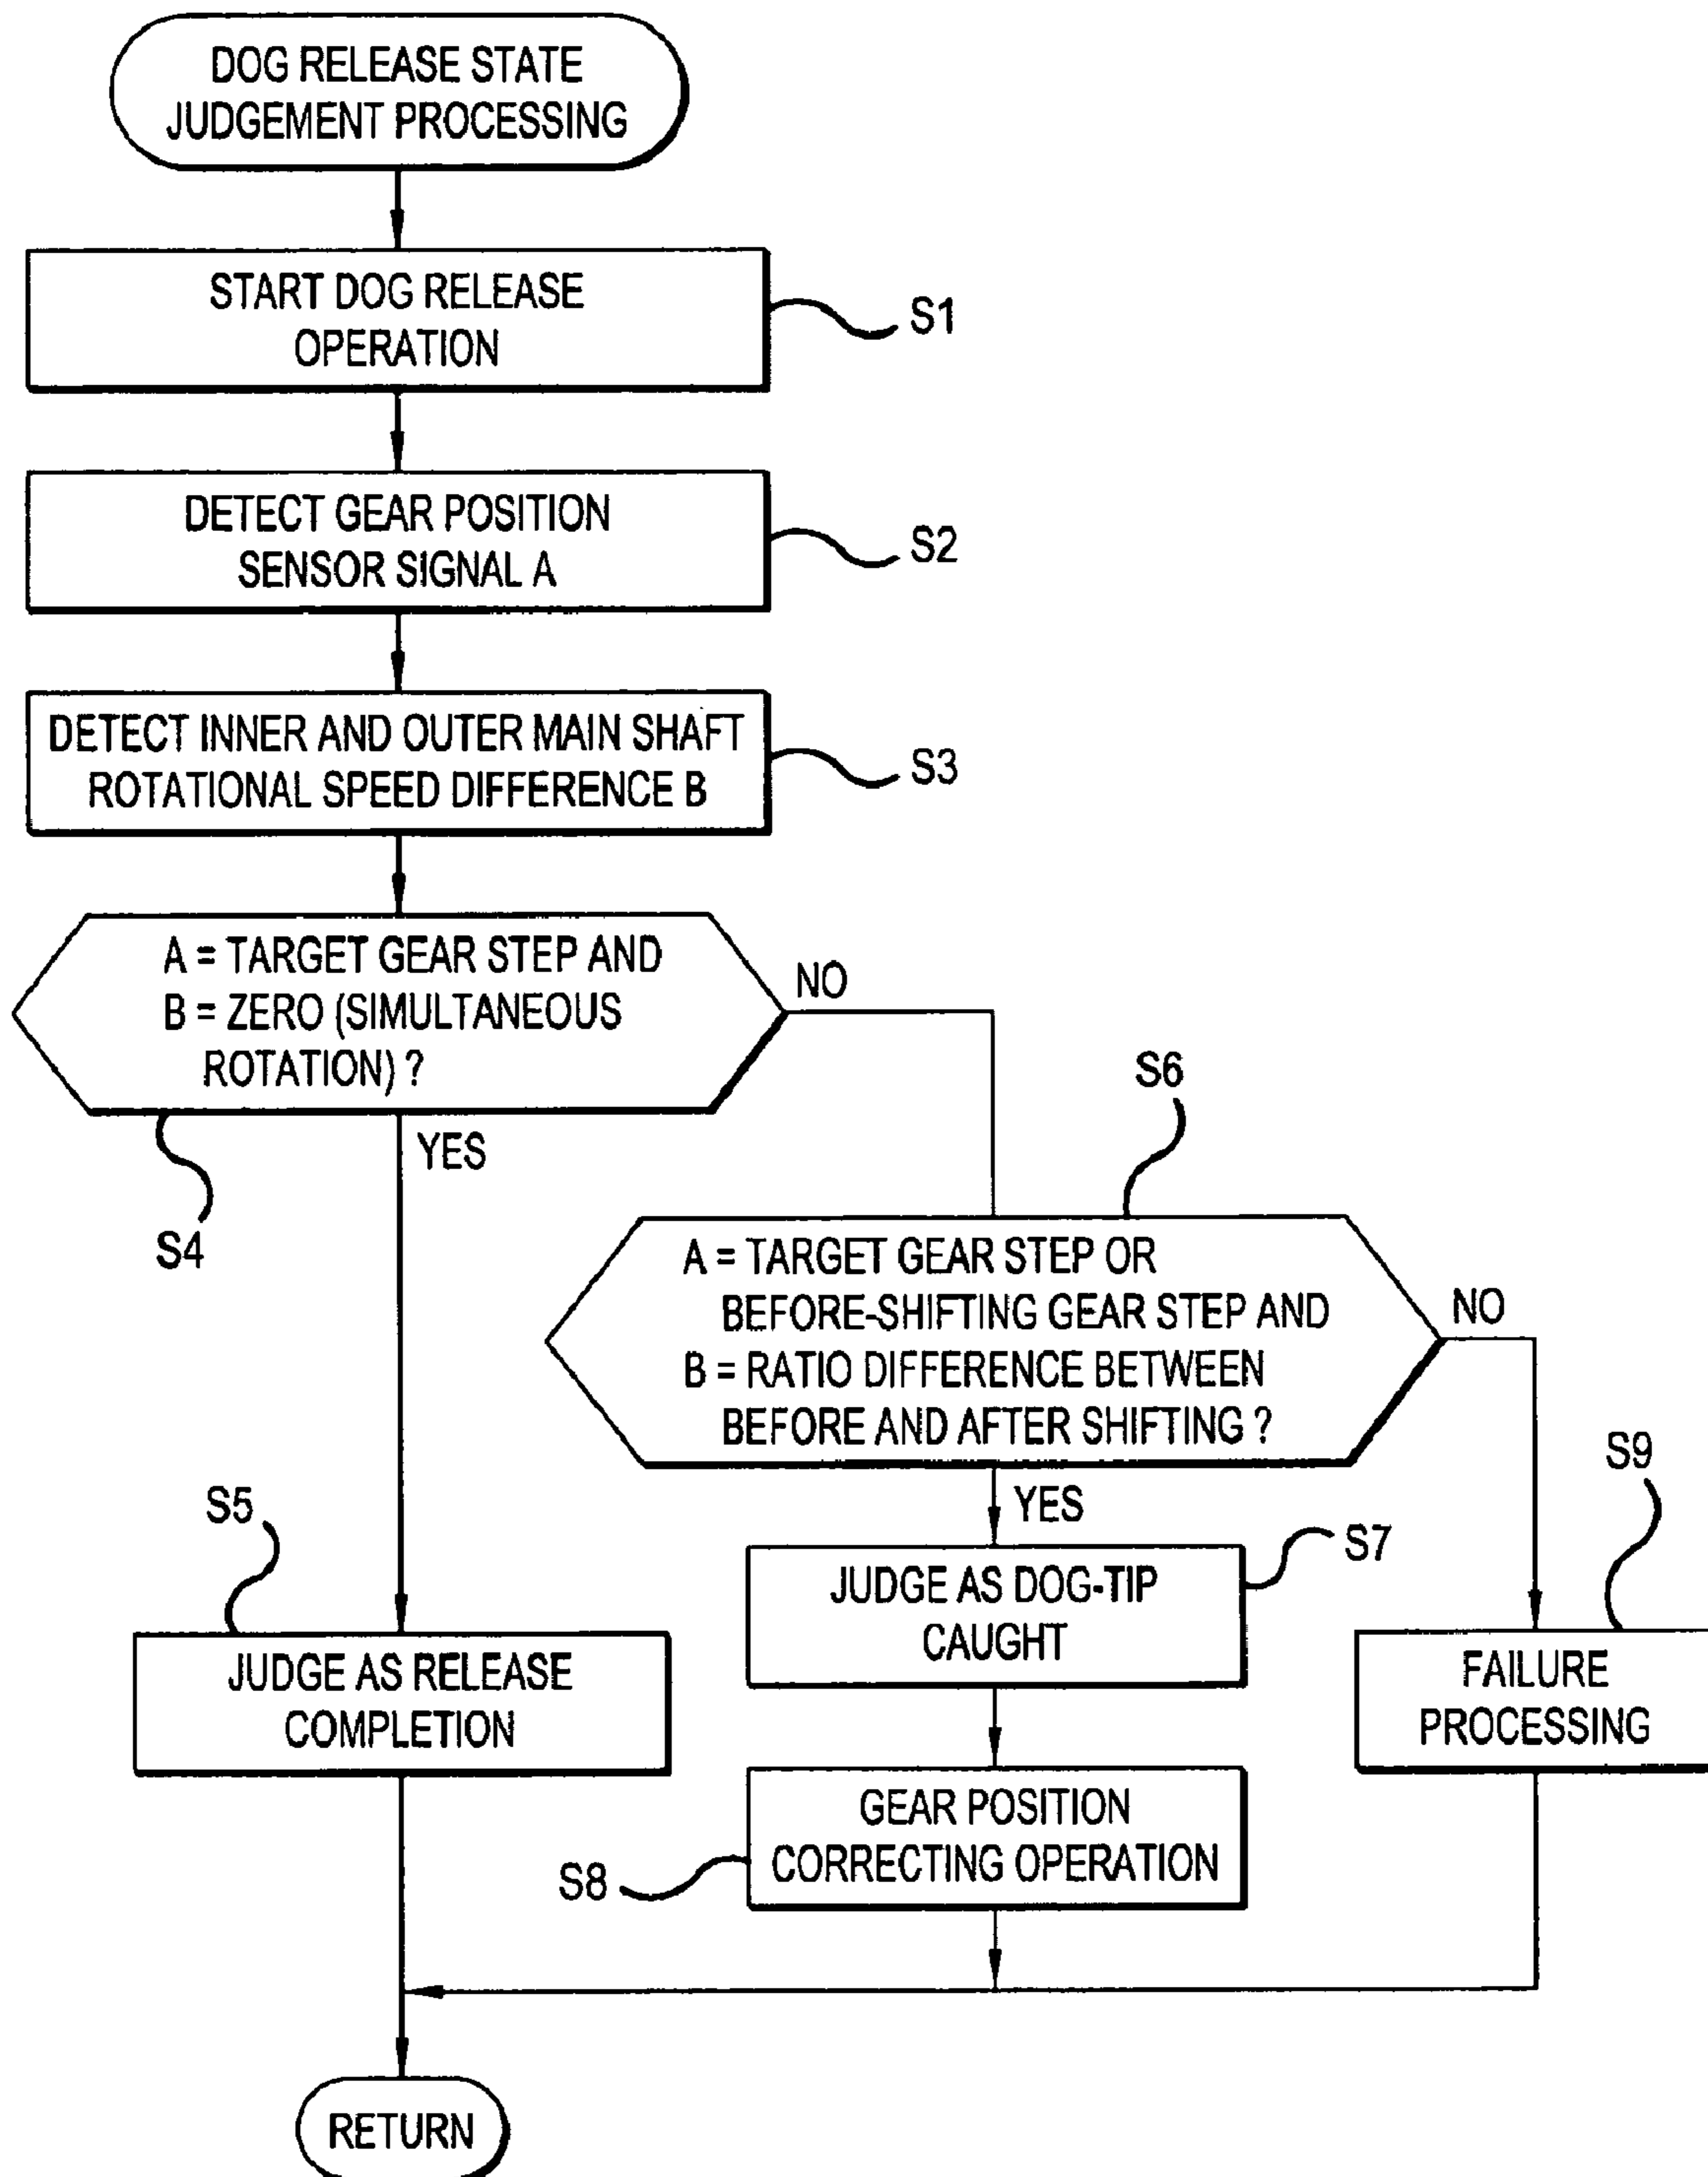 DOG RELEASE STATE
JUDGEMENT PROCESSING
START DOG RELEASE
OPERATION
S1
DETECT GEAR POSITION
SENSOR SIGNAL A
S2
DETECT INNER AND OUTER MAIN SHAFT
ROTATIONAL SPEED DIFFERENCE B
S3
A = TARGET GEAR STEP AND
B = ZERO (SIMULTANEOUS
ROTATION) ?
NO
YES
S4
S6
A = TARGET GEAR STEP OR
BEFORE-SHIFTING GEAR STEP AND
B = RATIO DIFFERENCE BETWEEN
BEFORE AND AFTER SHIFTING ?
NO
YES
S5
JUDGE AS RELEASE
COMPLETION
S7
JUDGE AS DOG-TIP
CAUGHT
S9
FAILURE
PROCESSING
GEAR POSITION
CORRECTING OPERATION
S8
RETURN